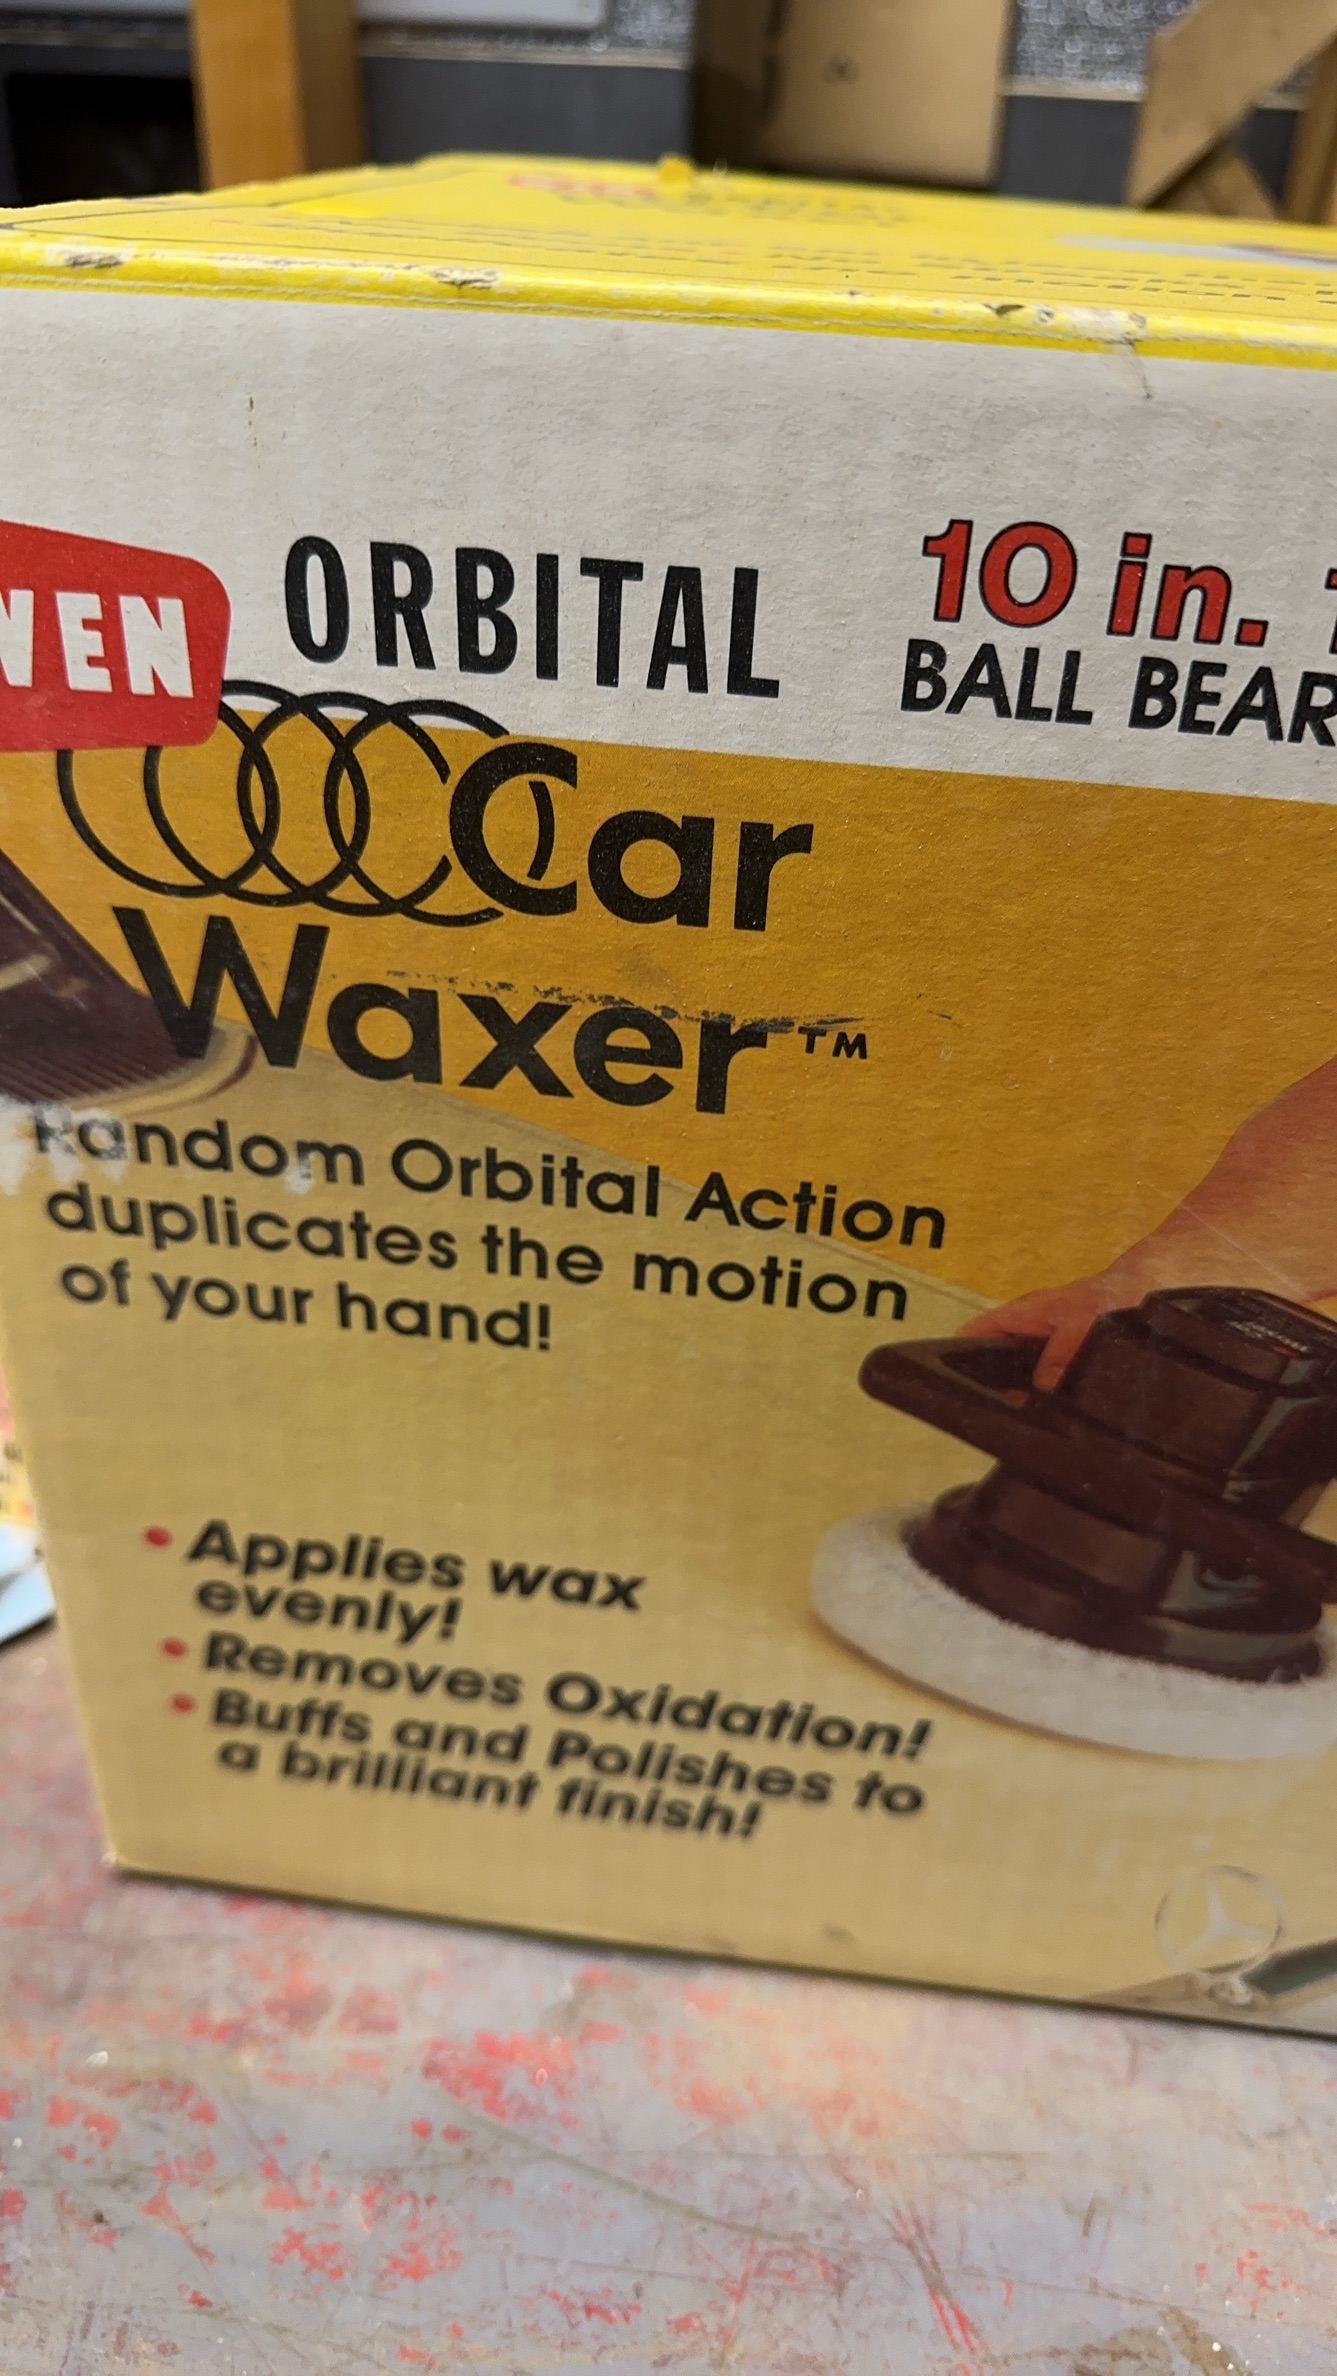 VEN
ORBITAL
10 in.
BALL BEAR
Car
Waxer™
Random Orbital Action
duplicates the motion
of your hand!
• Applies wax
evenly!
• Removes Oxidation!
• Buffs and Polishes to
a brilliant finish!